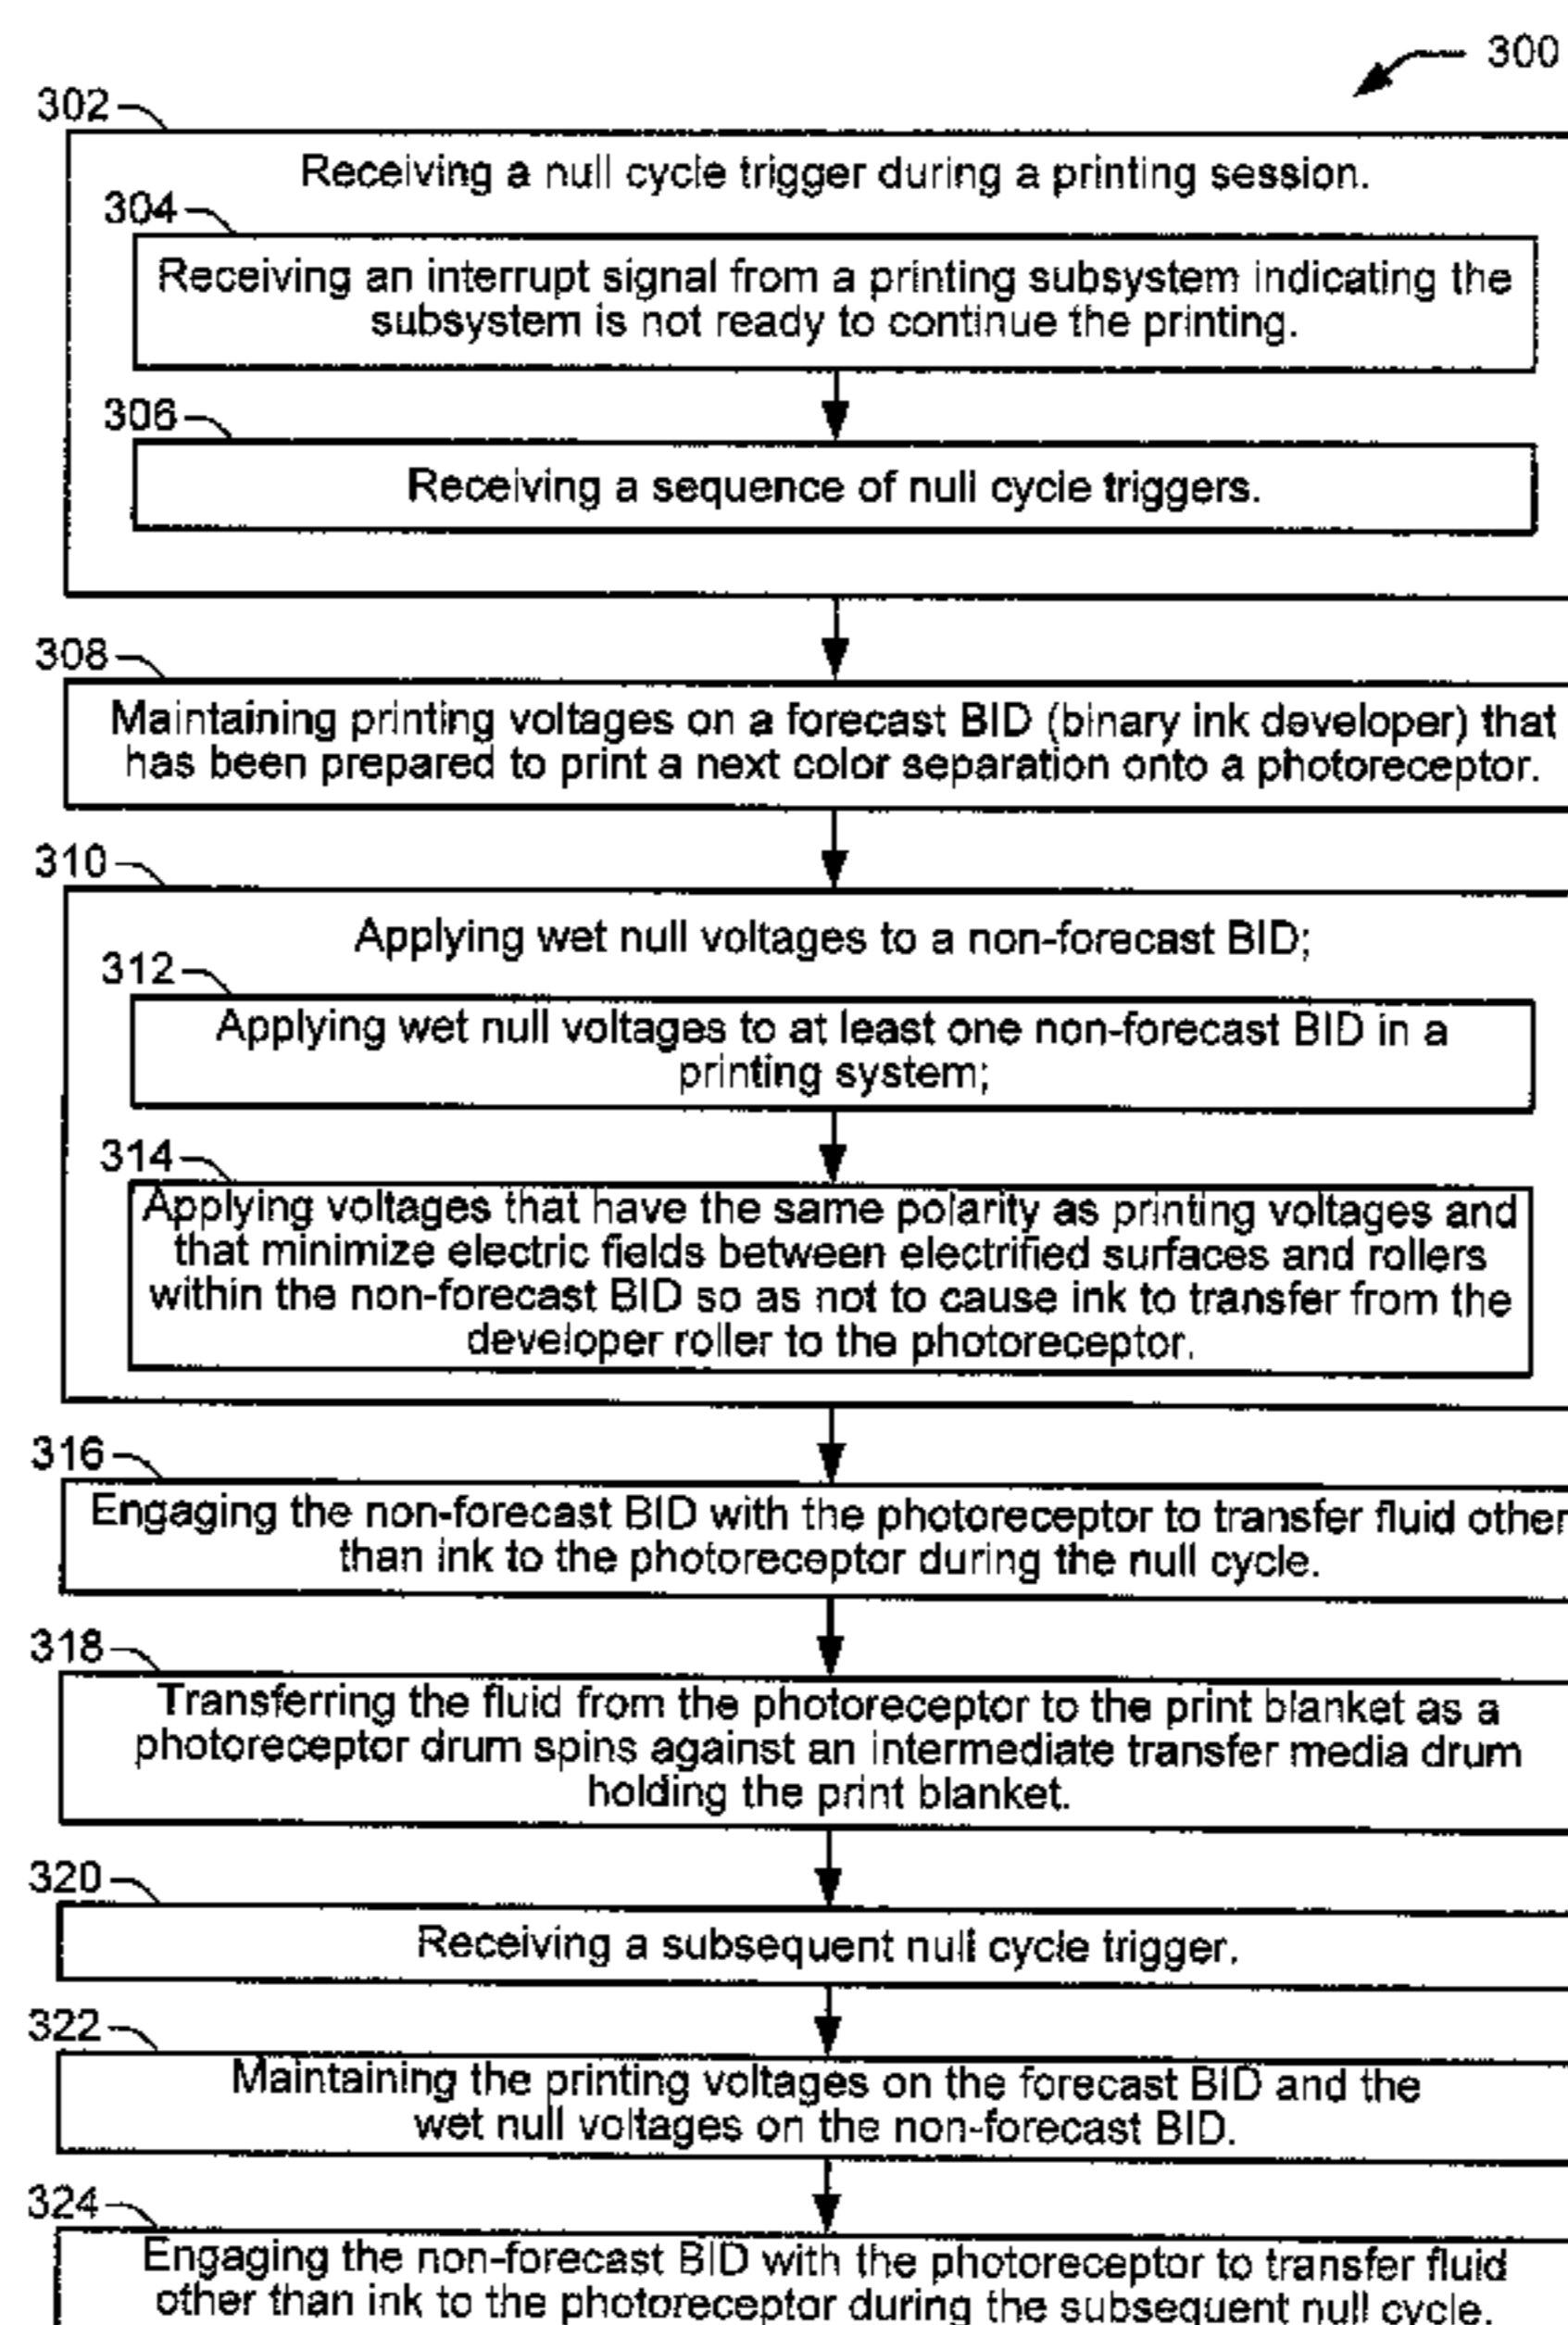 300
302
Receiving a null cycle trigger during a printing session.
304
Receiving an interrupt signal from a printing subsystem indicating the
subsystem is not ready to continue the printing.
306
Receiving a sequence of null cycle triggers.
308
Maintaining printing voltages on a forecast BID (binary ink developer) that
has been prepared to print a next color separation onto a photoreceptor.
310
Applying wet null voltages to a non-forecast BID;
312
Applying wet null voltages to at least one non-forecast BID in a
printing system;
314
Applying voltages that have the same polarity as printing voltages and
that minimize electric fields between electrified surfaces and rollers
within the non-forecast BID so as not to cause ink to transfer from the
developer roller to the photoreceptor.
316
Engaging the non-forecast BID with the photoreceptor to transfer fluid other
than ink to the photoreceptor during the null cycle.
318
Transferring the fluid from the photoreceptor to the print blanket as a
photoreceptor drum spins against an intermediate transfer media drum
holding the print blanket.
320
Receiving a subsequent null cycle trigger.
322
Maintaining the printing voltages on the forecast BID and the
wet null voltages on the non-forecast BID.
324
Engaging the non-forecast BID with the photoreceptor to transfer fluid
other than ink to the photoreceptor during the subsequent null cycle.